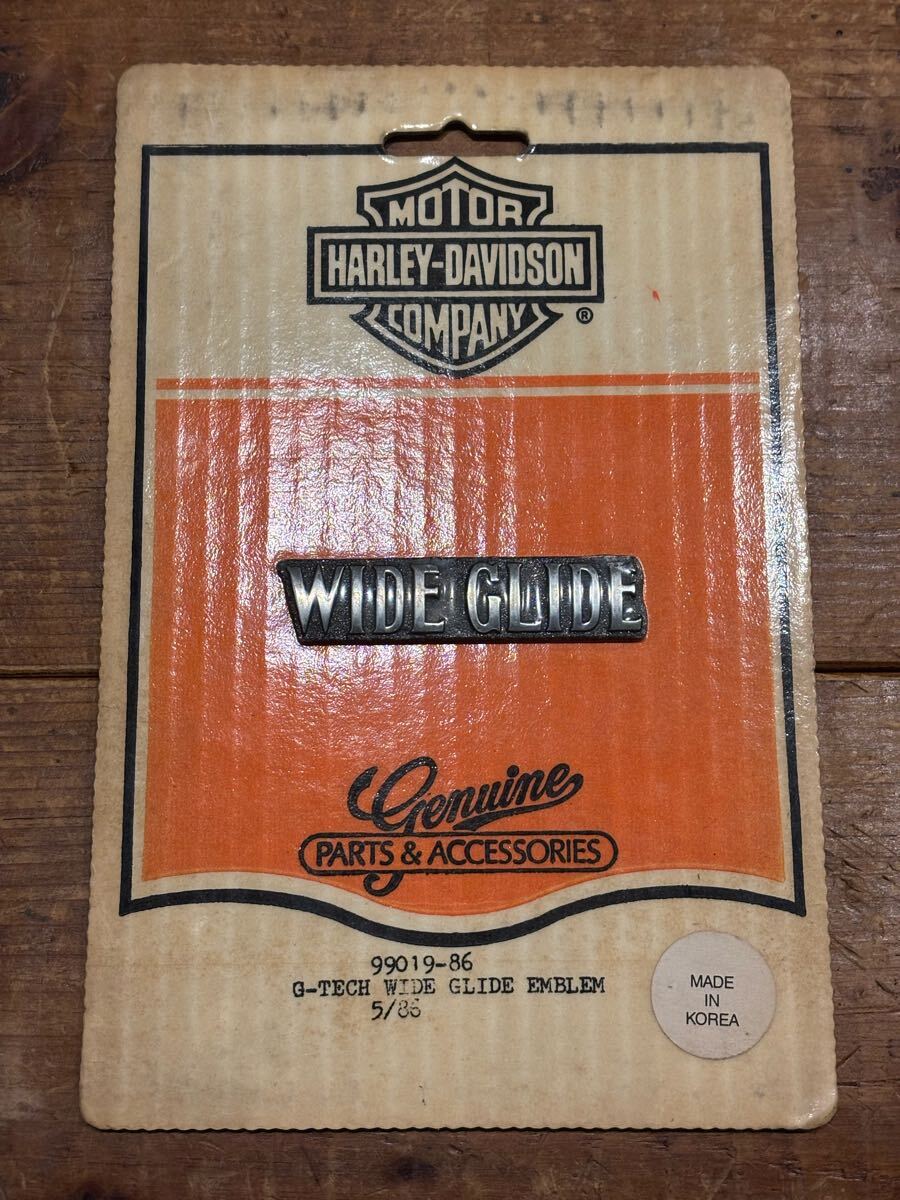 MOTOR
HARLEY-DAVIDSON
COMPANY
®
WIDE GLIDE
Genuine
PARTS & ACCESSORIES
99019-86
G-TECH WIDE GLIDE EMBLEM
5/86
MADE
IN
KOREA